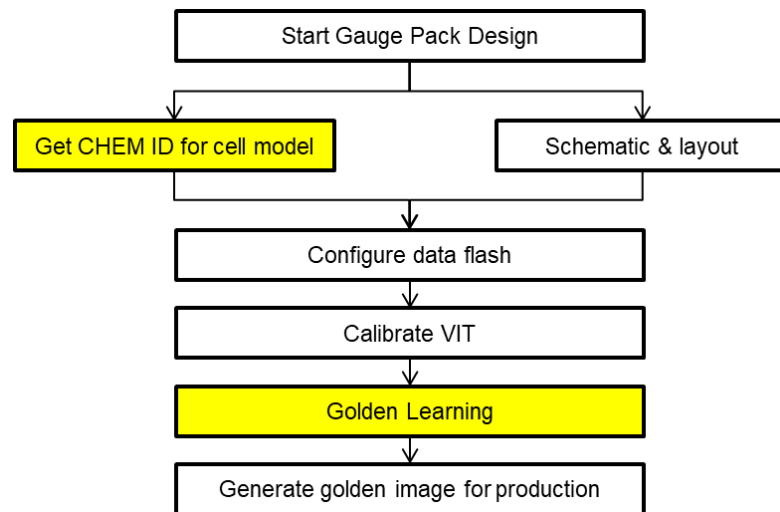 Start Gauge Pack Design
Get CHEM ID for cell model
Schematic & layout
Configure data flash
Calibrate VIT
Golden Learning
Generate golden image for production